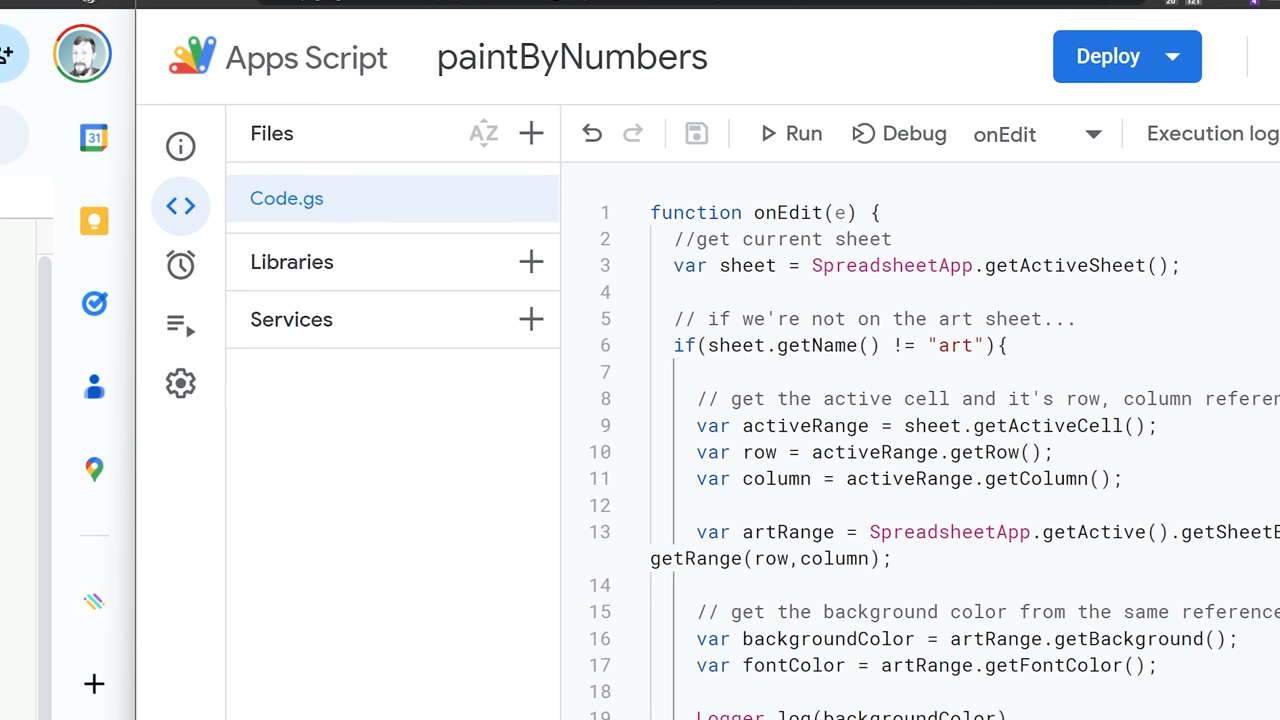 Apps Script
paintByNumbers
Deploy
31
Files
AZ
Run
Debug
onEdit
Execution log
Code.gs
Libraries
Services
1 function onEdit(e) {
2 //get current sheet
3 var sheet = SpreadsheetApp.getActiveSheet();
4
5 // if we're not on the art sheet...
6 if(sheet.getName() != "art"){
7
8 // get the active cell and it's row, column referen
9 var activeRange = sheet.getActiveCell();
10 var row = activeRange.getRow();
11 var column = activeRange.getColumn();
12
13 var artRange = SpreadsheetApp.getActive().getSheetB
getRange(row,column);
14
15 // get the background color from the same reference
16 var backgroundColor = artRange.getBackground();
17 var fontColor = artRange.getFontColor();
18
19 Logger.log(backgroundColor)